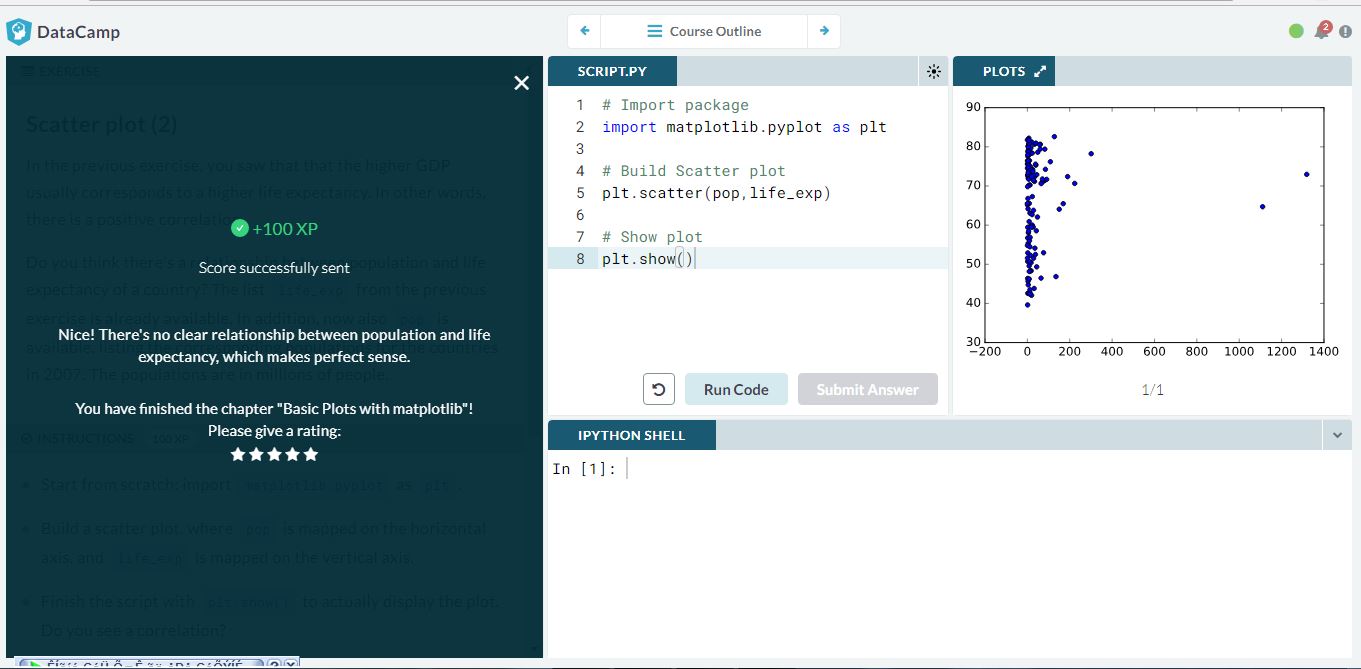 DataCamp
Course Outline
2
EXERCISE
Scatter plot (2)
In the previous exercise, you saw that that the higher GDP
usually corresponds to a higher life expectancy. In other words,
there is a positive correlation.
+100 XP
Do you think there's a relationship between population and life
Score successfully sent
expectancy of a country? The list life_exp from the previous
exercise is already available. In addition, now also pop is
Nice! There's no clear relationship between population and life
available, listing the corresponding populations for the countries
expectancy, which makes perfect sense.
in 2007. The populations are in millions of people.
You have finished the chapter "Basic Plots with matplotlib"!
Please give a rating:
INSTRUCTIONS 100 XP
Start from scratch: import matplotlib.pyplot as plt.
Build a scatter plot, where pop is mapped on the horizontal
axis, and life_exp is mapped on the vertical axis.
Finish the script with plt.show() to actually display the plot.
Do you see a correlation?
SCRIPT.PY
1 # Import package
2 import matplotlib.pyplot as plt
3
4 # Build Scatter plot
5 plt.scatter(pop,life_exp)
6
7 # Show plot
8 plt.show()
Run Code
Submit Answer
PLOTS
90
80
70
60
50
40
30
−200 0 200 400 600 800 1000 1200 1400
1/1
IPYTHON SHELL
In [1]: